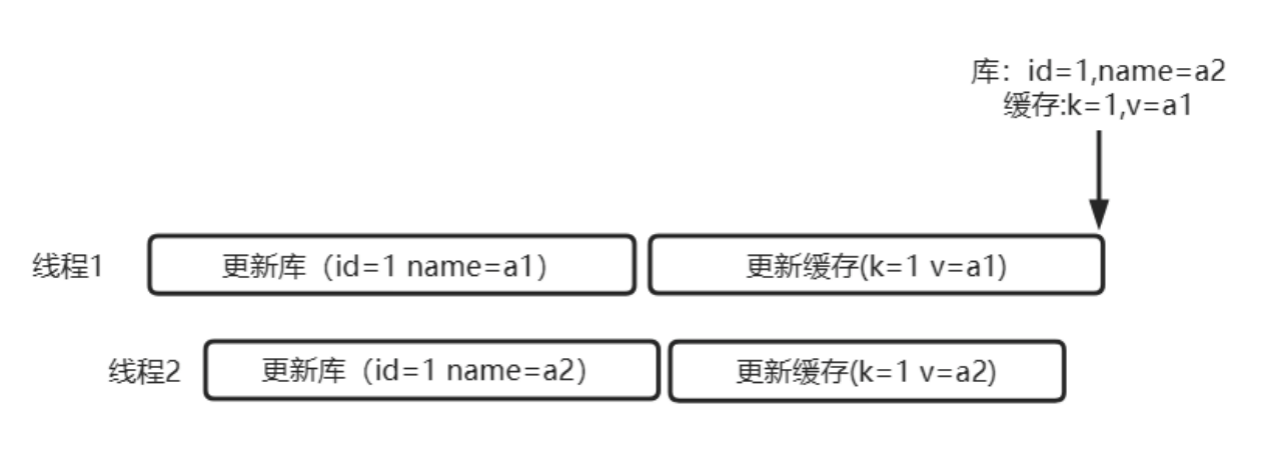 库：id=1,name=a2
缓存:k=1,v=a1
线程1
更新库（id=1 name=a1）
更新缓存(k=1 v=a1)
线程2
更新库（id=1 name=a2）
更新缓存(k=1 v=a2)